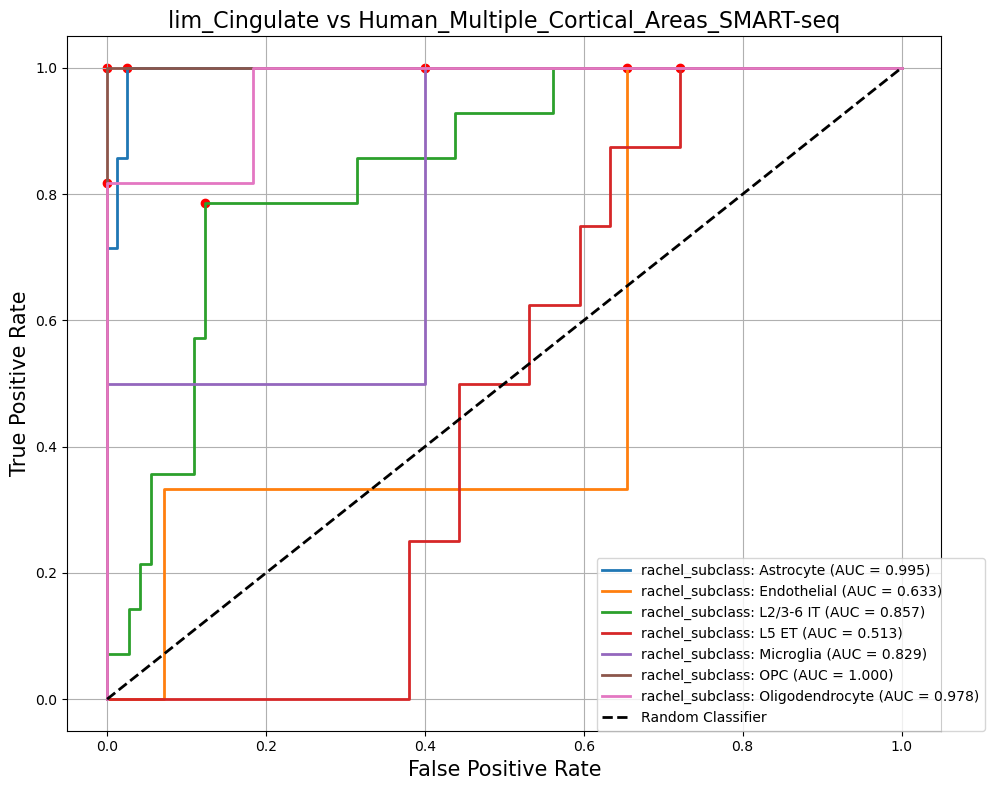 lim_Cingulate vs Human_Multiple_Cortical_Areas_SMART-seq
True Positive Rate
1.0
0.8
0.6
0.4
0.2
0.0
rachel_subclass: Astrocyte (AUC = 0.995)
rachel_subclass: Endothelial (AUC = 0.633)
rachel_subclass: L2/3-6 IT (AUC = 0.857)
rachel_subclass: L5 ET (AUC = 0.513)
rachel_subclass: Microglia (AUC = 0.829)
rachel_subclass: OPC (AUC = 1.000)
rachel_subclass: Oligodendrocyte (AUC = 0.978)
Random Classifier
0.0 0.2 0.4 0.6 0.8 1.0
False Positive Rate